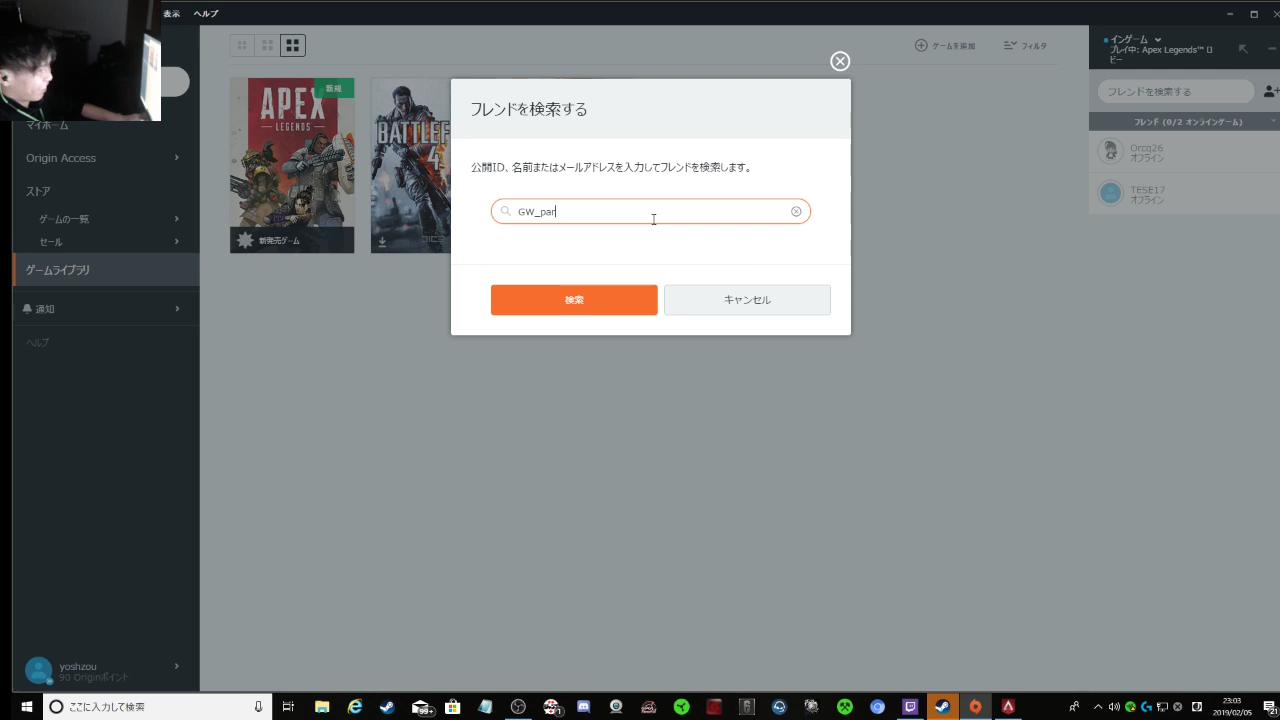 表示 ヘルプ
マイホーム
Origin Access
ストア
ゲームの一覧
セール
ゲームライブラリ
通知
ヘルプ
yoshzou
90 Originポイント
ゲームを追加
フィルタ
APEX
LEGENDS
新規
新発売ゲーム
BATTLEF
4
DICE
フレンドを検索する
公開ID、名前またはメールアドレスを入力してフレンドを検索します。
GW_par
検索
キャンセル
インゲーム
プレイ中: Apex Legends™ ロ
ビー
フレンドを検索する
フレンド (0/2 オンラインゲーム)
Orcq26
オフライン
TESE17
オフライン
ここに入力して検索
99+
1
23:03
2019/02/05